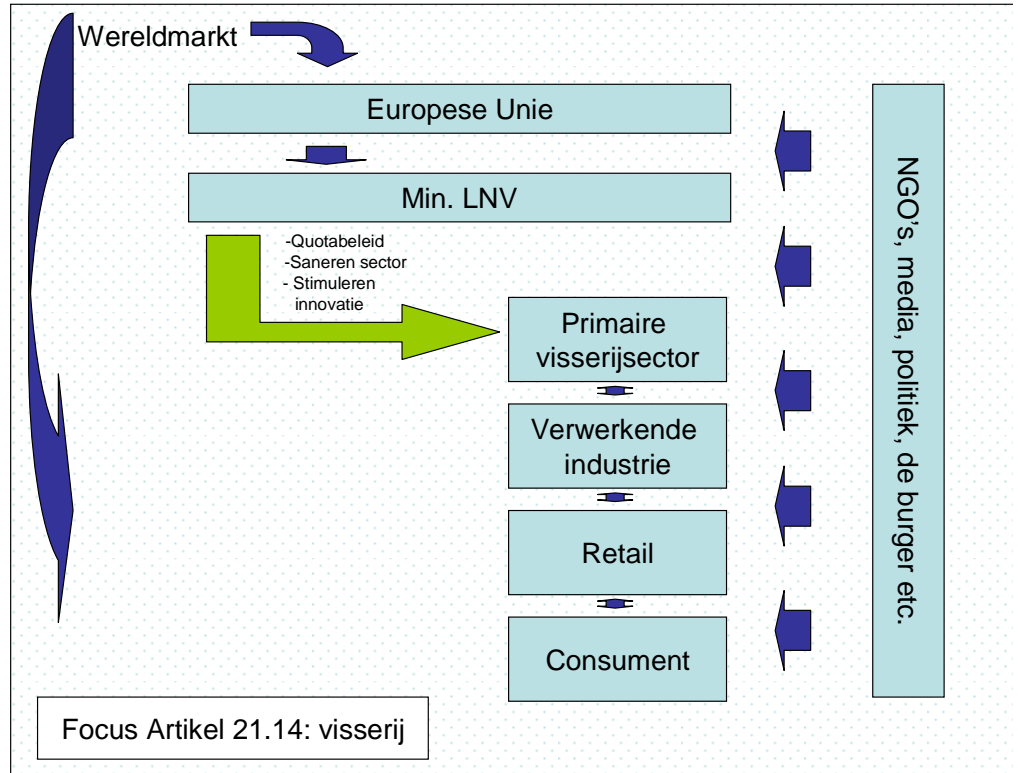 Wereldmarkt
Europese Unie
Min. LNV
-Quotabeleid
-Saneren sector
- Stimuleren
innovatie
Primaire
visserijsector
Verwerkende
industrie
Retail
Consument
NGO's, media, politiek, de burger etc.
Focus Artikel 21.14: visserij